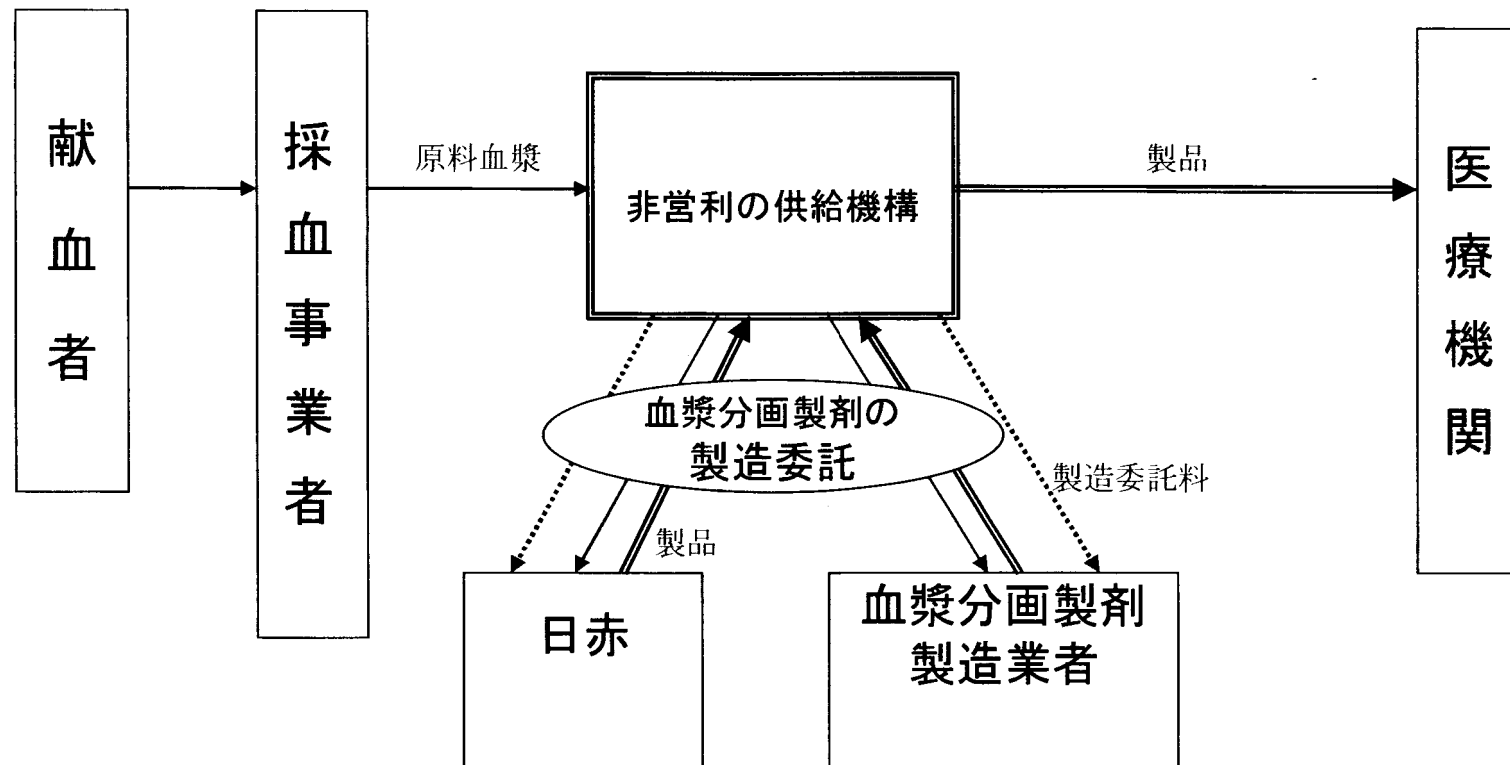 献血者
採血事業者
原料血漿
非営利の供給機構
製品
医療機関
血漿分画製剤の
製造委託
製造委託料
製品
日赤
血漿分画製剤
製造業者